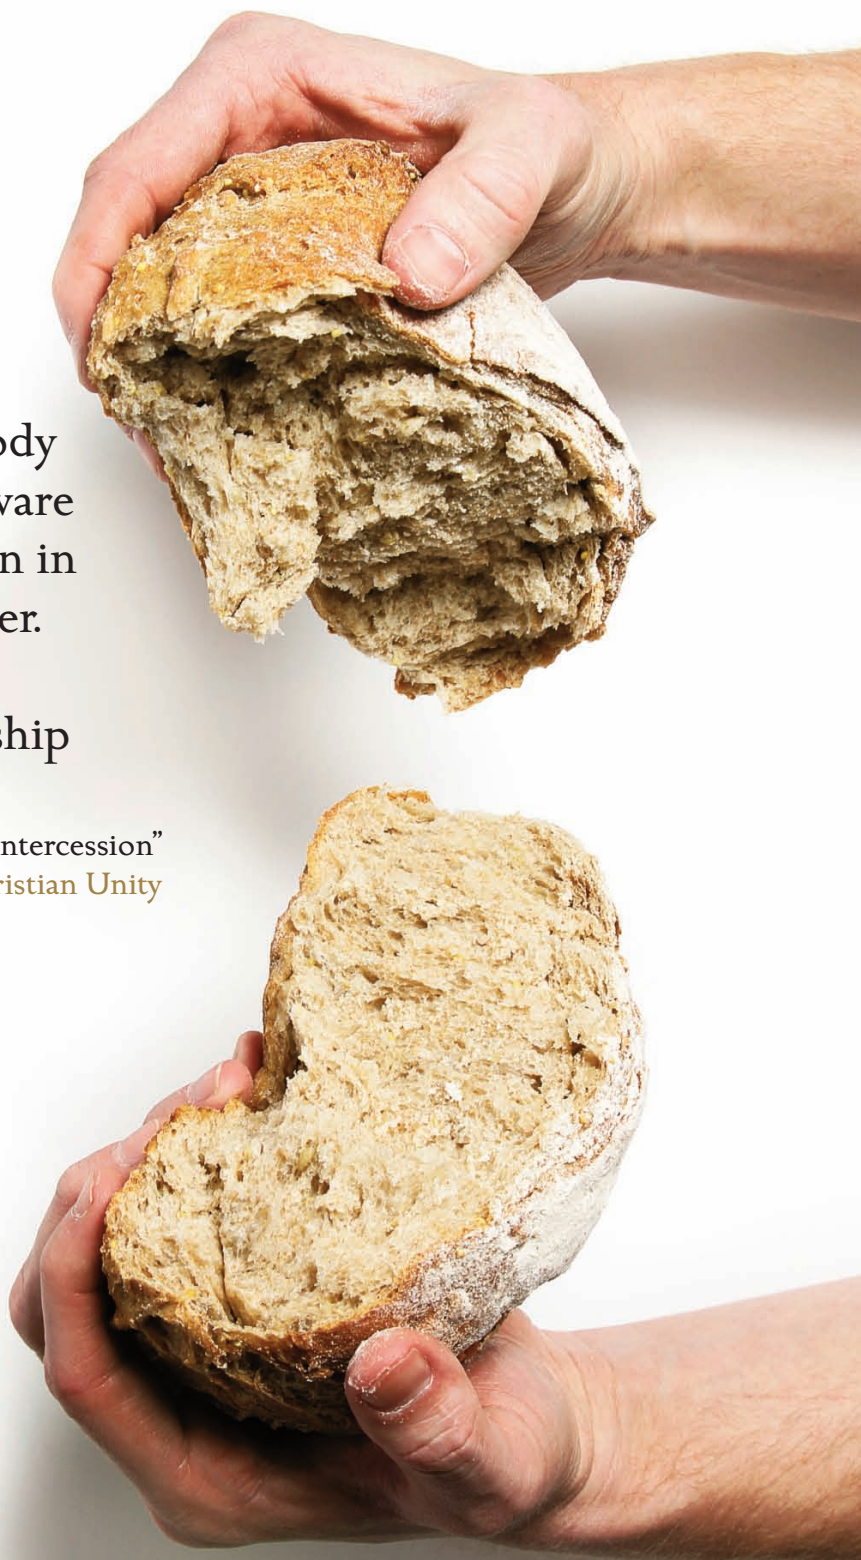 ody
ware
n in
er.
ship
ntercession”
ristian Unity